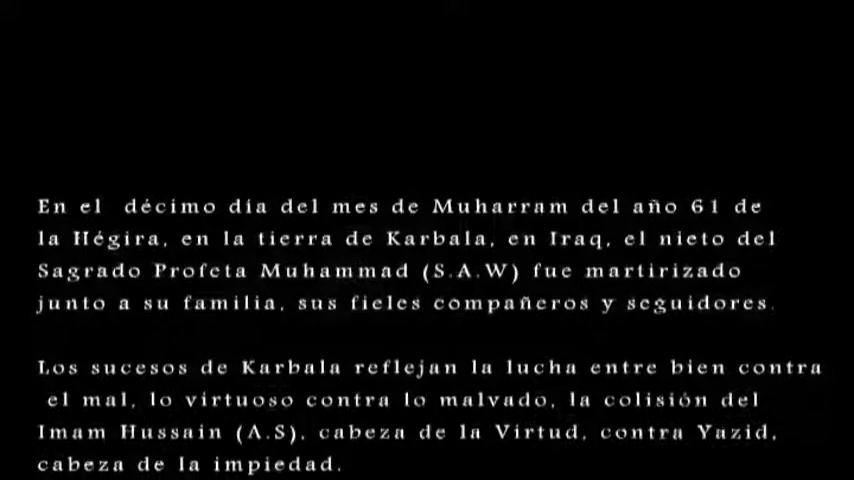 En el décimo día del mes de Muharram del año 61 de
la Hégira, en la tierra de Karbala, en Iraq, el nieto del
Sagrado Profeta Muhammad (S.A.W) fue martirizado
junto a su familia, sus fieles compañeros y seguidores.
Los sucesos de Karbala reflejan la lucha entre bien contra
el mal, lo virtuoso contra lo malvado, la colisión del
Imam Hussain (A.S), cabeza de la Virtud, contra Yazid,
cabeza de la impiedad.